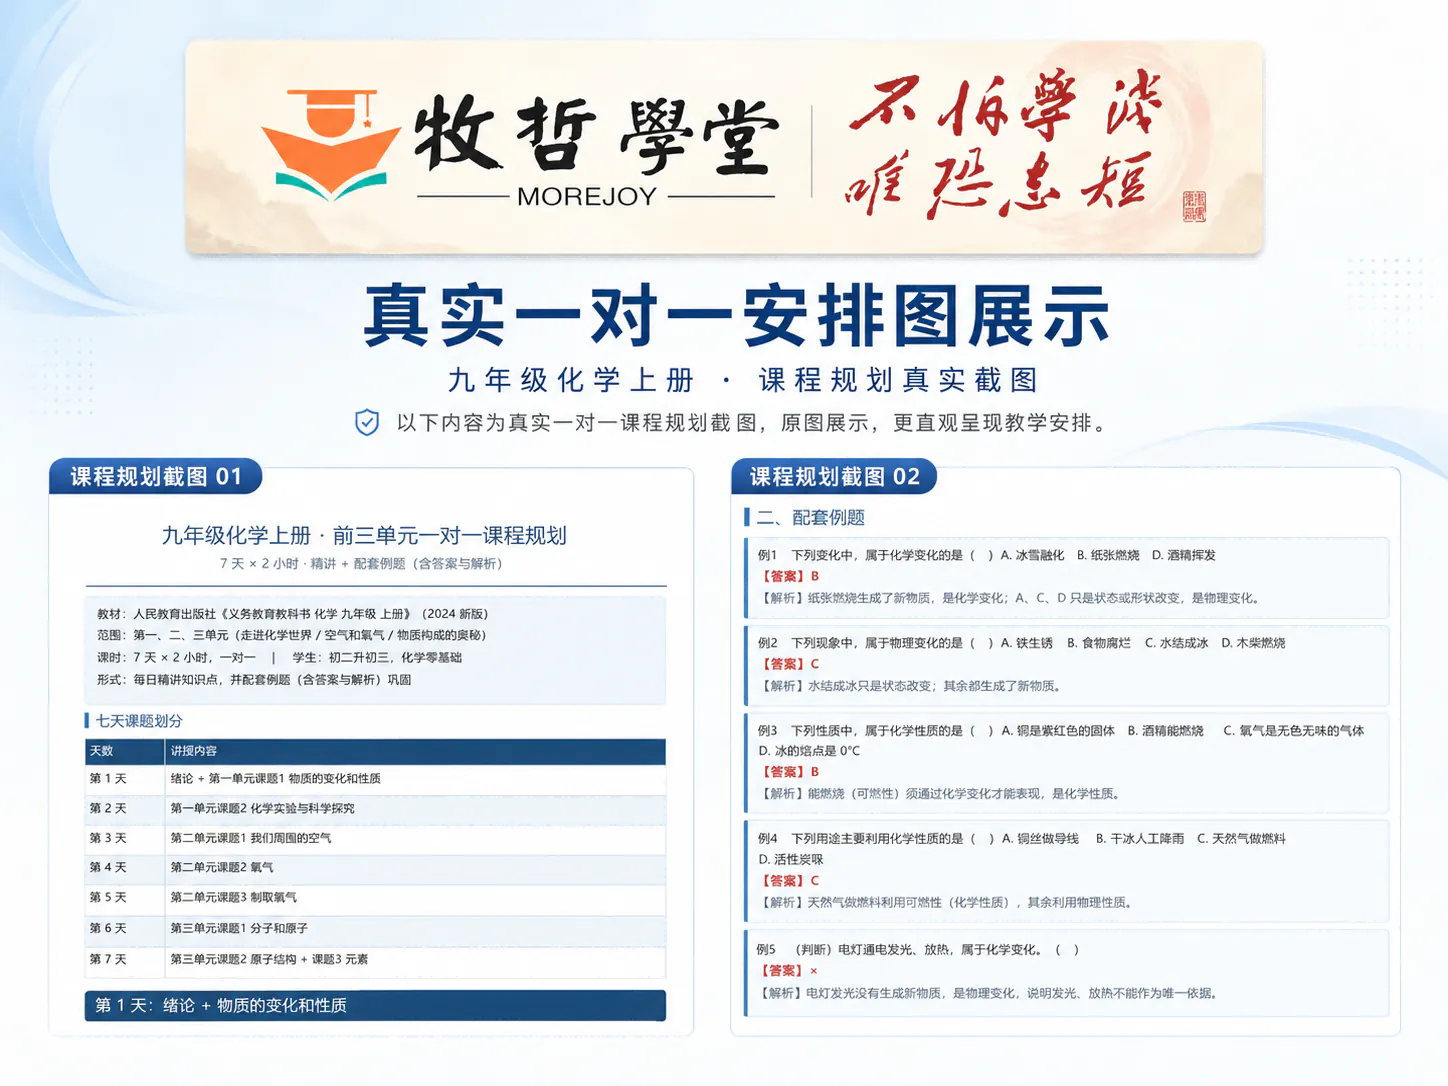 牧哲學堂
MOREJOY
不怕學淺
唯恐志短
真实一对一安排图展示
九年级化学上册 · 课程规划真实截图
以下内容为真实一对一课程规划截图，原图展示，更直观呈现教学安排。
课程规划截图 01
九年级化学上册 · 前三单元一对一课程规划
7 天 × 2 小时 · 精讲 + 配套例题（含答案与解析）
教材：人民教育出版社《义务教育教科书 化学 九年级 上册》（2024 新版）
范围：第一、二、三单元（走进化学世界 / 空气和氧气 / 物质构成的奥秘）
课时：7 天 × 2 小时，一对一 | 学生：初二升初三，化学零基础
形式：每日精讲知识点，并配套例题（含答案与解析）巩固
七天课题划分
天数 讲授内容
第 1 天 绪论 + 第一单元课题1 物质的变化和性质
第 2 天 第一单元课题2 化学实验与科学探究
第 3 天 第二单元课题1 我们周围的空气
第 4 天 第二单元课题2 氧气
第 5 天 第二单元课题3 制取氧气
第 6 天 第三单元课题1 分子和原子
第 7 天 第三单元课题2 原子结构 + 课题3 元素
第 1 天：绪论 + 物质的变化和性质
课程规划截图 02
二、配套例题
例1 下列变化中，属于化学变化的是（ ）A. 冰雪融化 B. 纸张燃烧 D. 酒精挥发
【答案】B
【解析】纸张燃烧生成了新物质，是化学变化；A、C、D 只是状态或形状改变，是物理变化。
例2 下列现象中，属于物理变化的是（ ）A. 铁生锈 B. 食物腐烂 C. 水结成冰 D. 木柴燃烧
【答案】C
【解析】水结成冰只是状态改变；其余都生成了新物质。
例3 下列性质中，属于化学性质的是（ ）A. 铜是紫红色的固体 B. 酒精能燃烧 C. 氧气是无色无味的气体
D. 冰的熔点是 0°C
【答案】B
【解析】能燃烧（可燃性）须通过化学变化才能表现，是化学性质。
例4 下列用途主要利用化学性质的是（ ）A. 铜丝做导线 B. 干冰人工降雨 C. 天然气做燃料
D. 活性炭
【答案】C
【解析】天然气做燃料利用可燃性（化学性质），其余利用物理性质。
例5 （判断）电灯通电发光、放热，属于化学变化。（ ）
【答案】×
【解析】电灯发光没有生成新物质，是物理变化，说明发光、放热不能作为唯一依据。